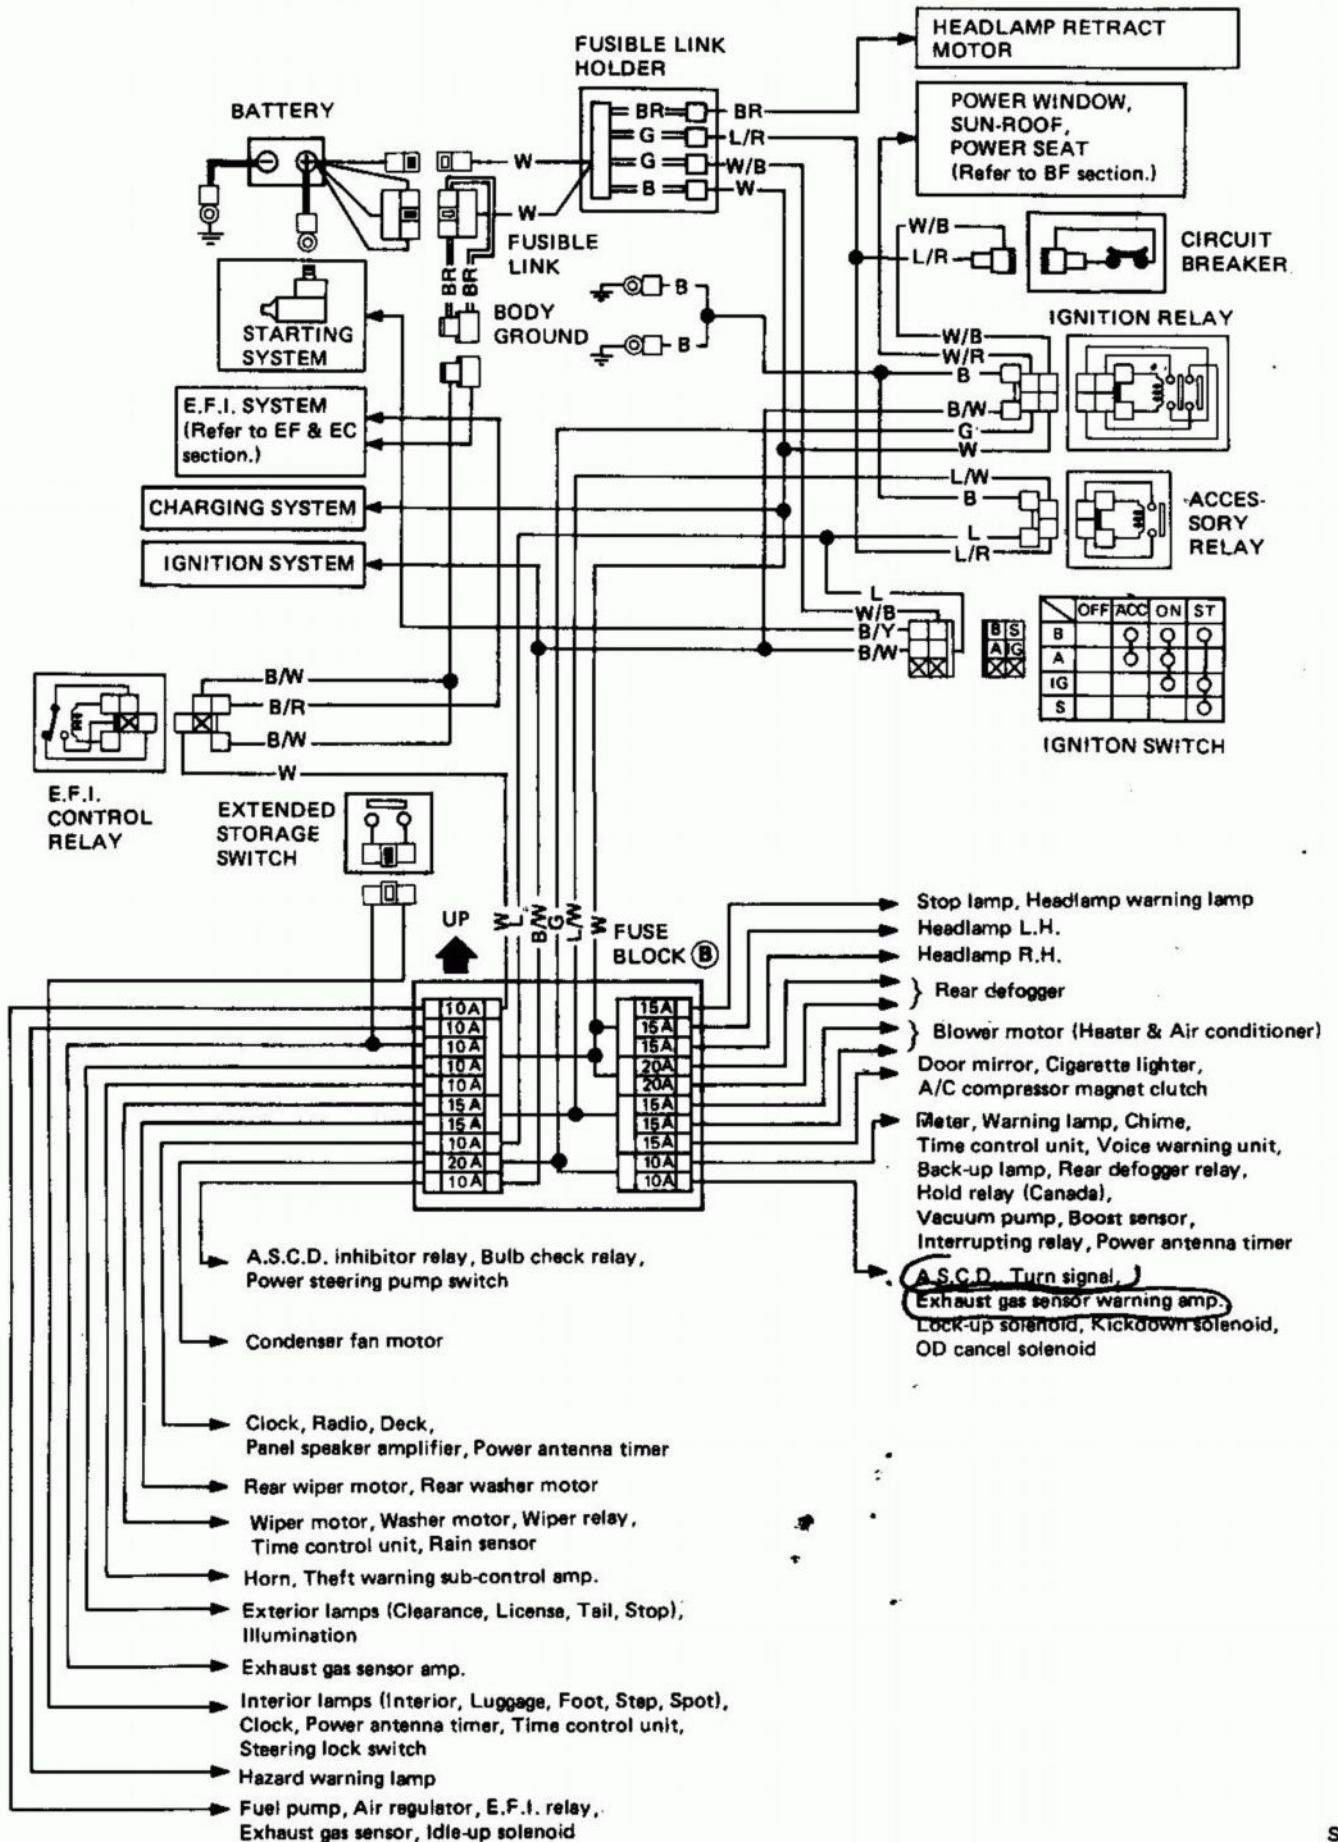 HEADLAMP RETRACT
MOTOR
FUSIBLE LINK
HOLDER
BR
BR
G
L/R
G
W/B
B
W
POWER WINDOW,
SUN-ROOF,
POWER SEAT
(Refer to BF section.)
BATTERY
W
W
FUSIBLE
LINK
BR
BR
W/B
L/R
CIRCUIT
BREAKER
B
B
BODY
GROUND
STARTING
SYSTEM
IGNITION RELAY
W/B
W/R
B
B/W
G
W
E.F.I. SYSTEM
(Refer to EF & EC
section.)
CHARGING SYSTEM
IGNITION SYSTEM
L/W
B
L
L/R
ACCES-
SORY
RELAY
L
W/B
B/Y
B/W
B S
A IG
OFF ACC ON ST
B
A
IG
S
IGNITON SWITCH
B/W
B/R
B/W
W
E.F.I.
CONTROL
RELAY
EXTENDED
STORAGE
SWITCH
UP
W
L
B/W
G
L/W
W
FUSE
BLOCK B
10A 15A
10A 15A
10A 15A
10A 20A
10A 20A
15A 15A
15A 15A
10A 15A
20A 10A
10A 10A
Stop lamp, Headlamp warning lamp
Headlamp L.H.
Headlamp R.H.
Rear defogger
Blower motor (Heater & Air conditioner)
Door mirror, Cigarette lighter,
A/C compressor magnet clutch
Meter, Warning lamp, Chime,
Time control unit, Voice warning unit,
Back-up lamp, Rear defogger relay,
Hold relay (Canada),
Vacuum pump, Boost sensor,
Interrupting relay, Power antenna timer
A.S.C.D. Turn signal,
Exhaust gas sensor warning amp.
Lock-up solenoid, Kickdown solenoid,
OD cancel solenoid
A.S.C.D. inhibitor relay, Bulb check relay,
Power steering pump switch
Condenser fan motor
Clock, Radio, Deck,
Panel speaker amplifier, Power antenna timer
Rear wiper motor, Rear washer motor
Wiper motor, Washer motor, Wiper relay,
Time control unit, Rain sensor
Horn, Theft warning sub-control amp.
Exterior lamps (Clearance, License, Tail, Stop),
Illumination
Exhaust gas sensor amp.
Interior lamps (Interior, Luggage, Foot, Step, Spot),
Clock, Power antenna timer, Time control unit,
Steering lock switch
Hazard warning lamp
Fuel pump, Air regulator, E.F.I. relay,
Exhaust gas sensor, Idle-up solenoid
S